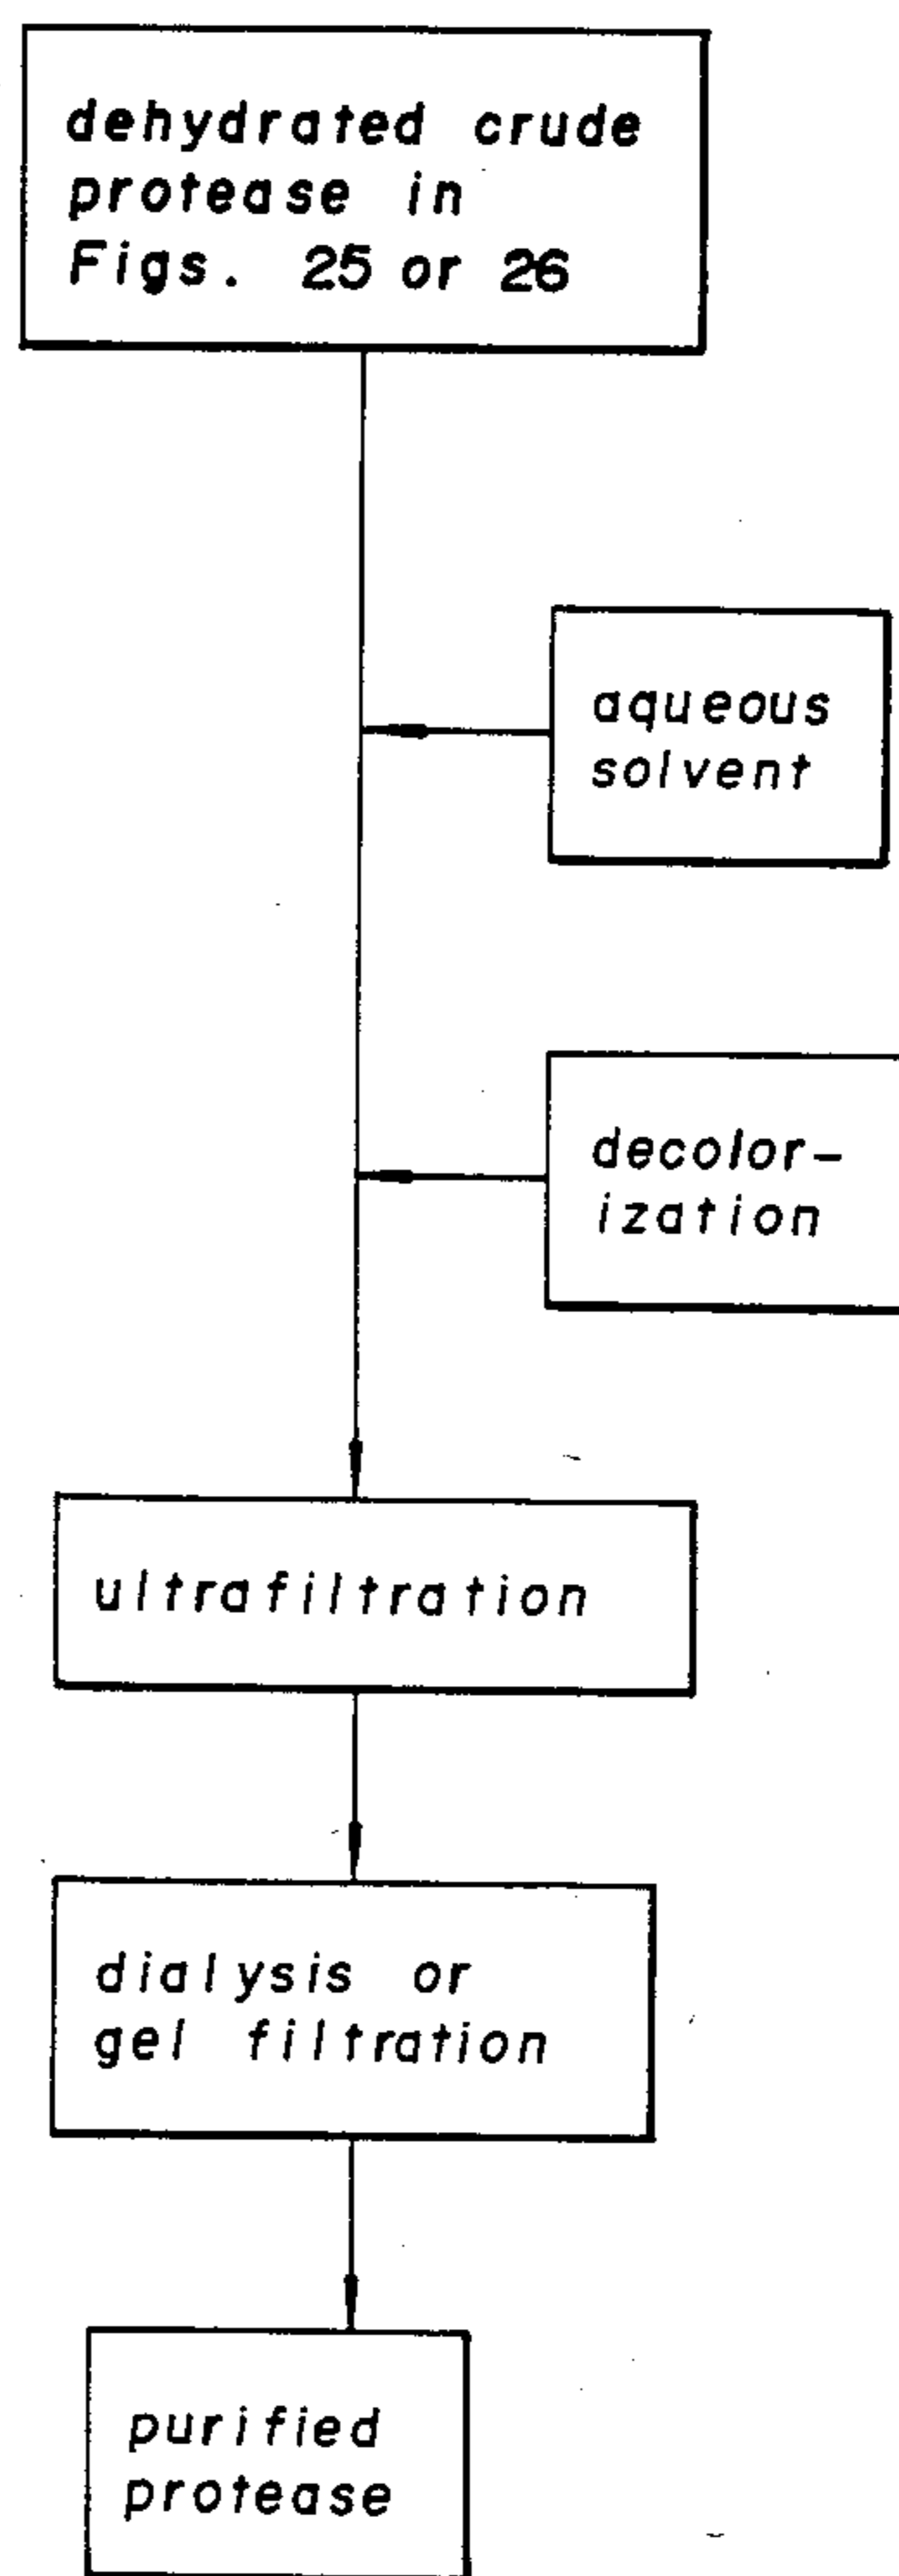 dehydrated crude
protease in
Figs. 25 or 26
aqueous
solvent
decolor-
ization
ultrafiltration
dialysis or
gel filtration
purified
protease